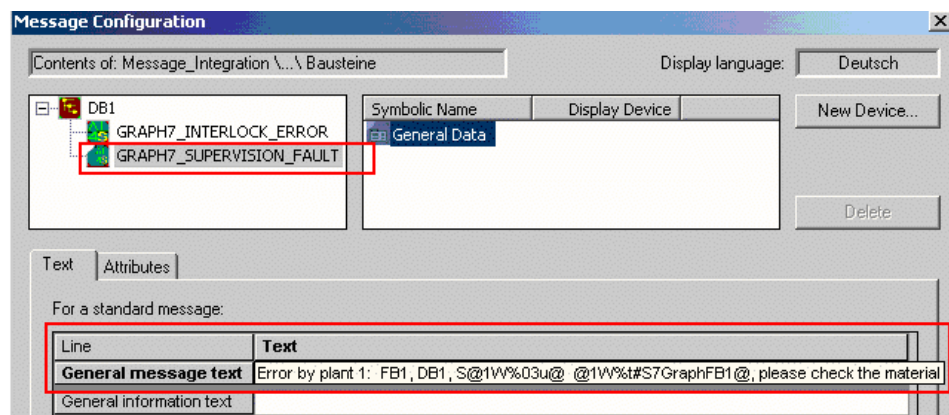 Message Configuration
Contents of: Message_Integration \...\ Bausteine
Display language:
Deutsch
DB1
GRAPH7_INTERLOCK_ERROR
GRAPH7_SUPERVISION_FAULT
Symbolic Name
Display Device
General Data
New Device...
Delete
Text
Attributes
For a standard message:
Line
Text
General message text
Error by plant 1: FB1, DB1, S@1W%03u@ @1W%t#S7GraphFB1@, please check the material
General information text